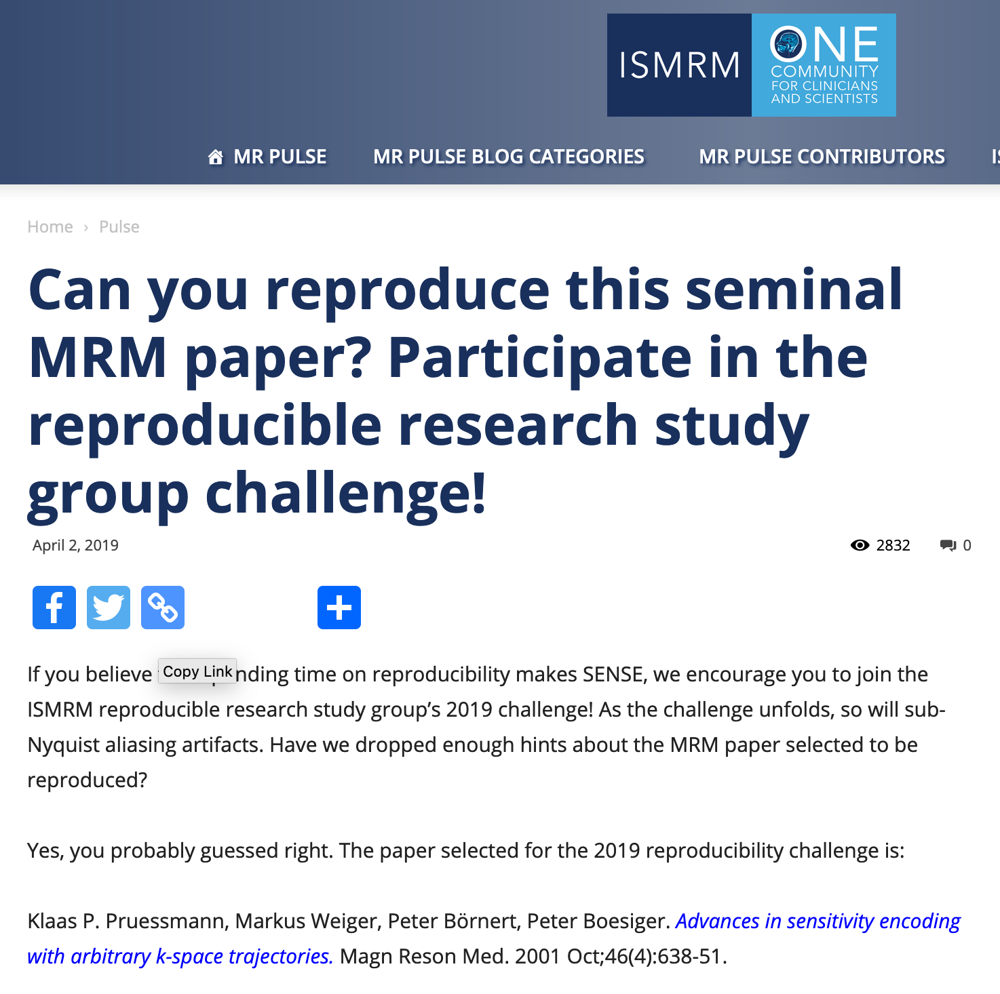 ISMRM
ONE
COMMUNITY
FOR CLINICIANS
AND SCIENTISTS
MR PULSE MR PULSE BLOG CATEGORIES MR PULSE CONTRIBUTORS
Home › Pulse
Can you reproduce this seminal
MRM paper? Participate in the
reproducible research study
group challenge!
April 2, 2019 2832 0
If you believe Copy Link nding time on reproducibility makes SENSE, we encourage you to join the
ISMRM reproducible research study group’s 2019 challenge! As the challenge unfolds, so will sub-
Nyquist aliasing artifacts. Have we dropped enough hints about the MRM paper selected to be
reproduced?
Yes, you probably guessed right. The paper selected for the 2019 reproducibility challenge is:
Klaas P. Pruessmann, Markus Weiger, Peter Börnert, Peter Boesiger. Advances in sensitivity encoding
with arbitrary k-space trajectories. Magn Reson Med. 2001 Oct;46(4):638-51.